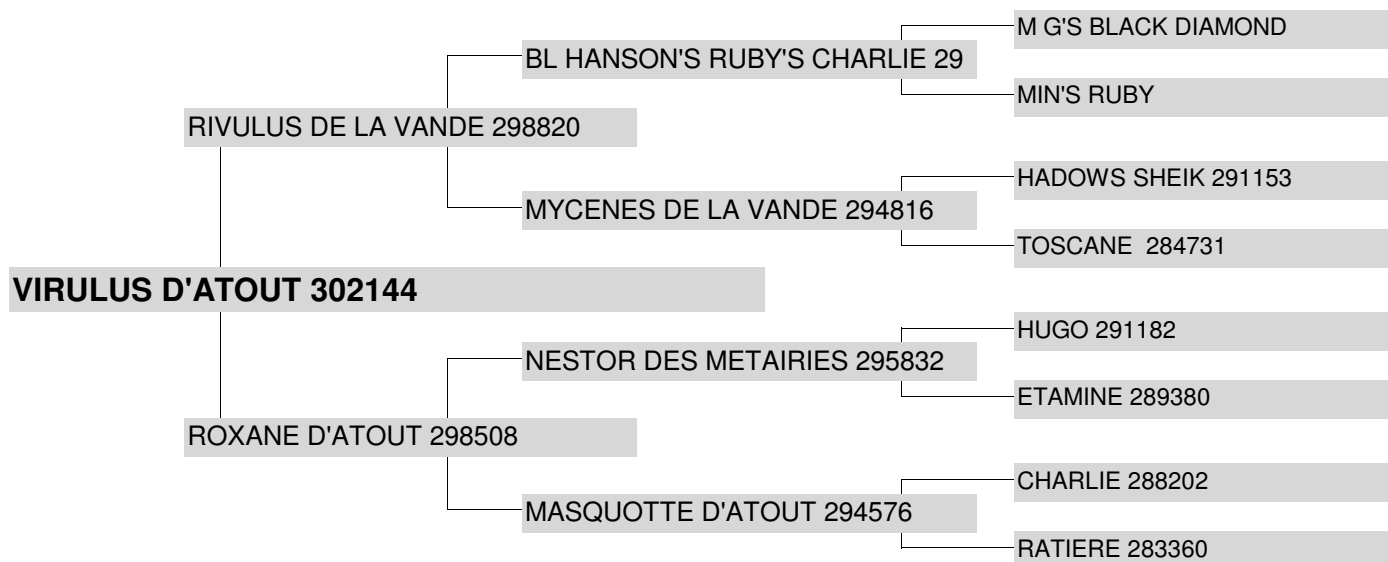 M G'S BLACK DIAMOND
BL HANSON'S RUBY'S CHARLIE 29
MIN'S RUBY
RIVULUS DE LA VANDE 298820
HADOWS SHEIK 291153
MYCENES DE LA VANDE 294816
TOSCANE 284731
VIRULUS D'ATOUT 302144
HUGO 291182
NESTOR DES METAIRIES 295832
ETAMINE 289380
ROXANE D'ATOUT 298508
CHARLIE 288202
MASQUOTTE D'ATOUT 294576
RATIERE 283360